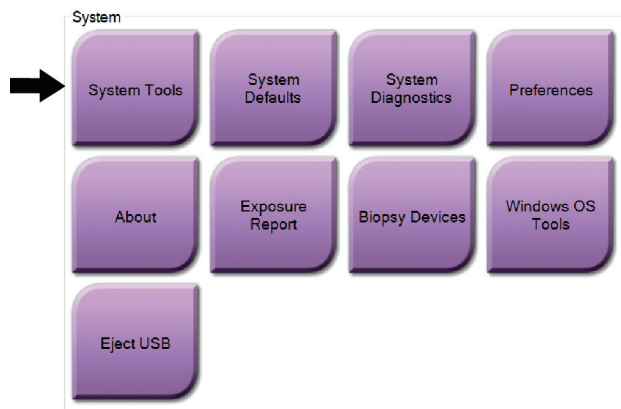 System
System Tools
System
Defaults
System
Diagnostics
Preferences
About
Exposure
Report
Biopsy Devices
Windows OS
Tools
Eject USB